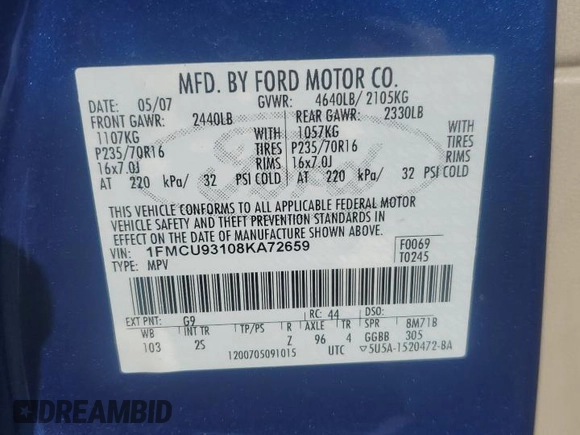 MFD. BY FORD MOTOR CO.
DATE: 05/07 GVWR: 4640LB/ 2105KG
FRONT GAWR: 2440LB REAR GAWR: 2330LB
1107KG WITH 1057KG WITH
P235/70R16 TIRES P235/70R16 TIRES
16x7.0J RIMS 16x7.0J RIMS
AT 220 kPa/ 32 PSI COLD AT 220 kPa/ 32 PSI COLD
THIS VEHICLE CONFORMS TO ALL APPLICABLE FEDERAL MOTOR
VEHICLE SAFETY AND THEFT PREVENTION STANDARDS IN
EFFECT ON THE DATE OF MANUFACTURE SHOWN ABOVE.
VIN: 1FMCU93108KA72659 F0069
TYPE: MPV T0245
EXT PNT: G9 RC: 44 DSO:
WB INT TR TP/PS R AXLE TR SPR 8M71B
103 2S Z 96 4 GGBB 305
1200705091015 UTC 5U5A-1520472-BA
Ford
DREAMBID